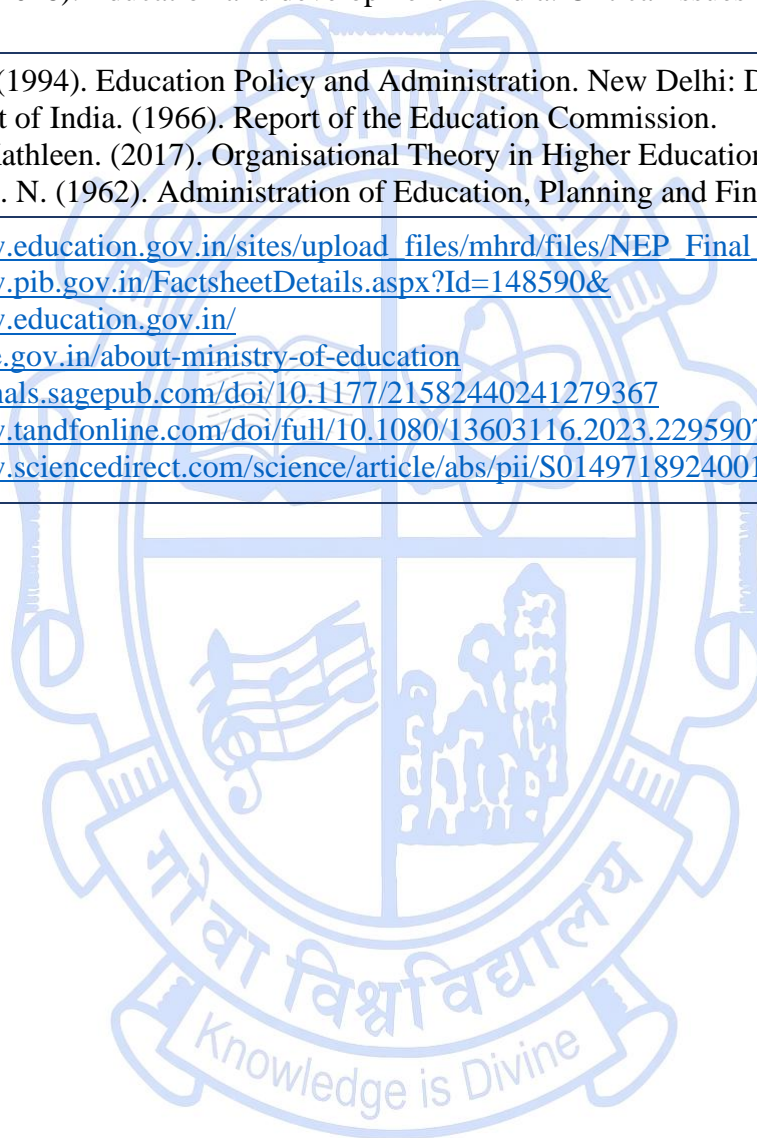 (1994). Education Policy and Administration. New Delhi: D
t of India. (1966). Report of the Education Commission.
athleen. (2017). Organisational Theory in Higher Education
. N. (1962). Administration of Education, Planning and Fin
.education.gov.in/sites/upload_files/mhrd/files/NEP_Final_
.pib.gov.in/FactsheetDetails.aspx?Id=148590&
.education.gov.in/
.gov.in/about-ministry-of-education
nals.sagepub.com/doi/10.1177/21582440241279367
.tandfonline.com/doi/full/10.1080/13603116.2023.2295907
.sciencedirect.com/science/article/abs/pii/S0149718924001
GOA UNIVERSITY
गोंवा विश्वविद्यालय
Knowledge is Divine